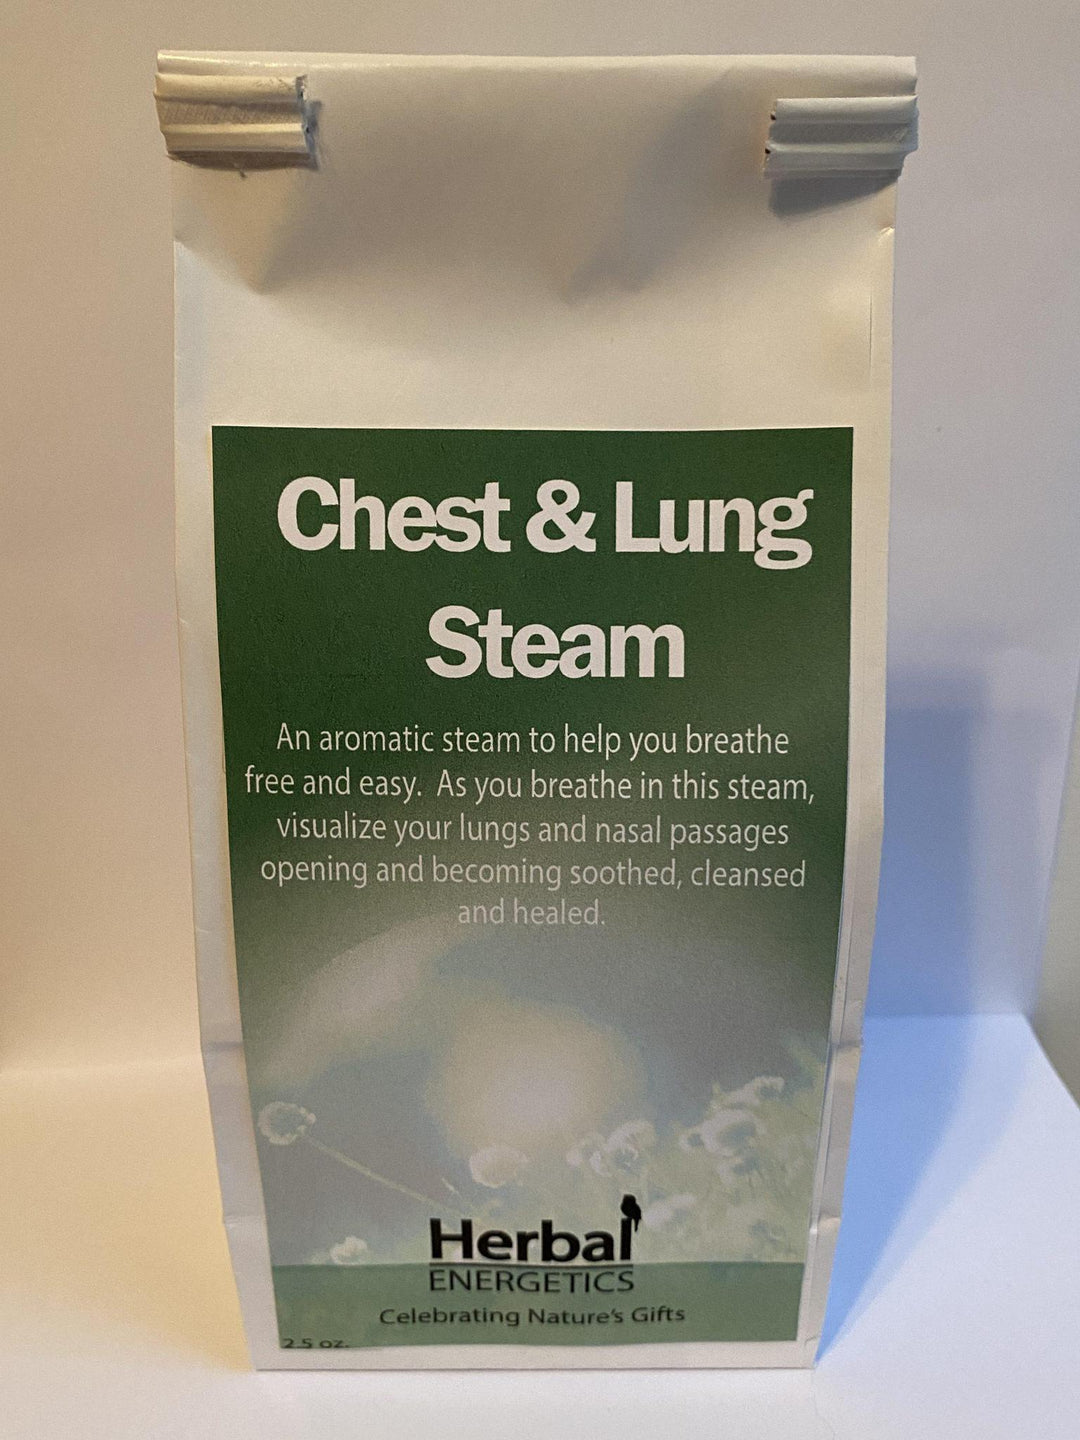 Chest & Lung
Steam
An aromatic steam to help you breathe
free and easy.  As you breathe in this steam,
visualize your lungs and nasal passages
opening and becoming soothed, cleansed
and healed.
Herbal
ENERGETICS
Celebrating Nature's Gifts
2.5 oz.